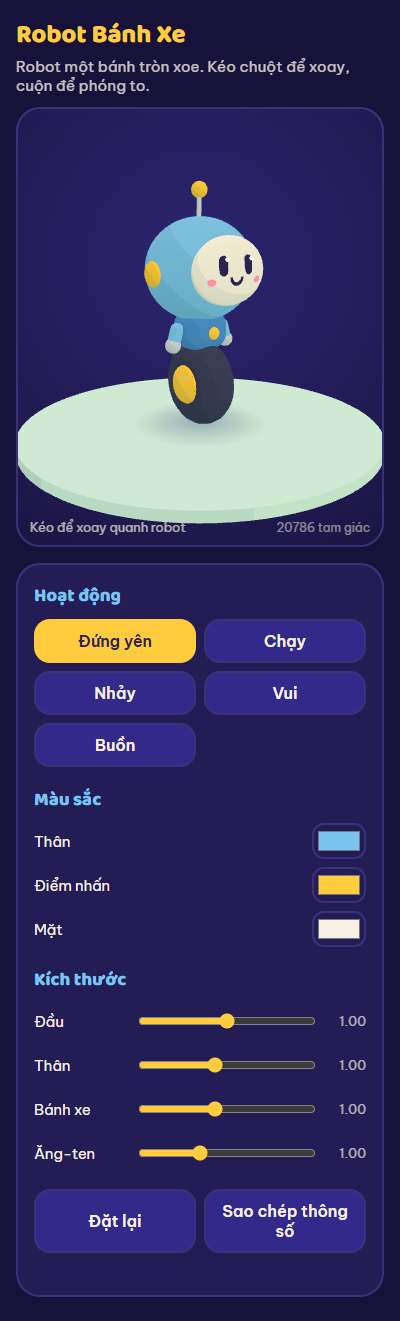 Robot Bánh Xe
Robot một bánh tròn xoe. Kéo chuột để xoay,
cuộn để phóng to.
Kéo để xoay quanh robot
20786 tam giác
Hoạt động
Đứng yên
Chạy
Nhảy
Vui
Buồn
Màu sắc
Thân
Điểm nhấn
Mặt
Kích thước
Đầu 1.00
Thân 1.00
Bánh xe 1.00
Ăng-ten 1.00
Đặt lại
Sao chép thông
số